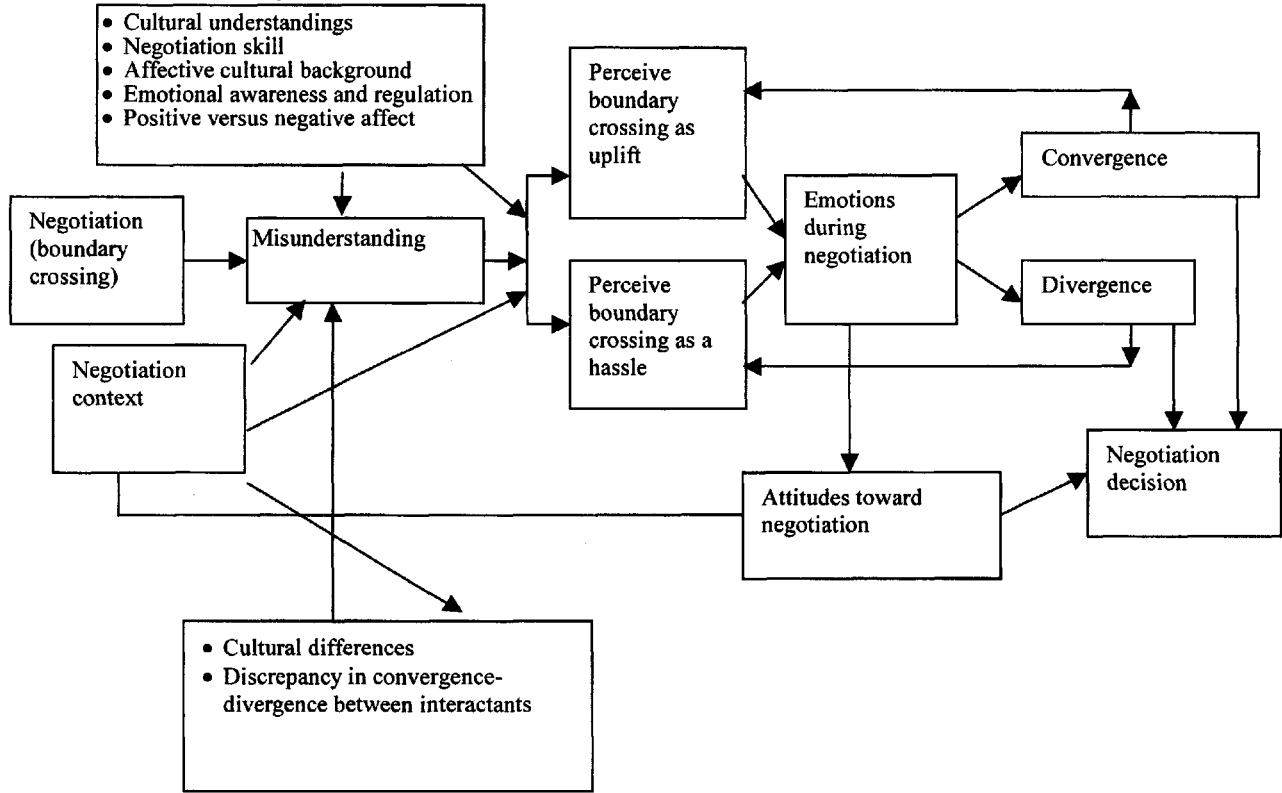 • Cultural understandings
• Negotiation skill
• Affective cultural background
• Emotional awareness and regulation
• Positive versus negative affect
Perceive
boundary
crossing as
uplift
Convergence
Negotiation
(boundary
crossing)
Misunderstanding
Emotions
during
negotiation
Perceive
boundary
crossing as a
hassle
Divergence
Negotiation
context
Negotiation
decision
Attitudes toward
negotiation
• Cultural differences
• Discrepancy in convergence-
divergence between interactants